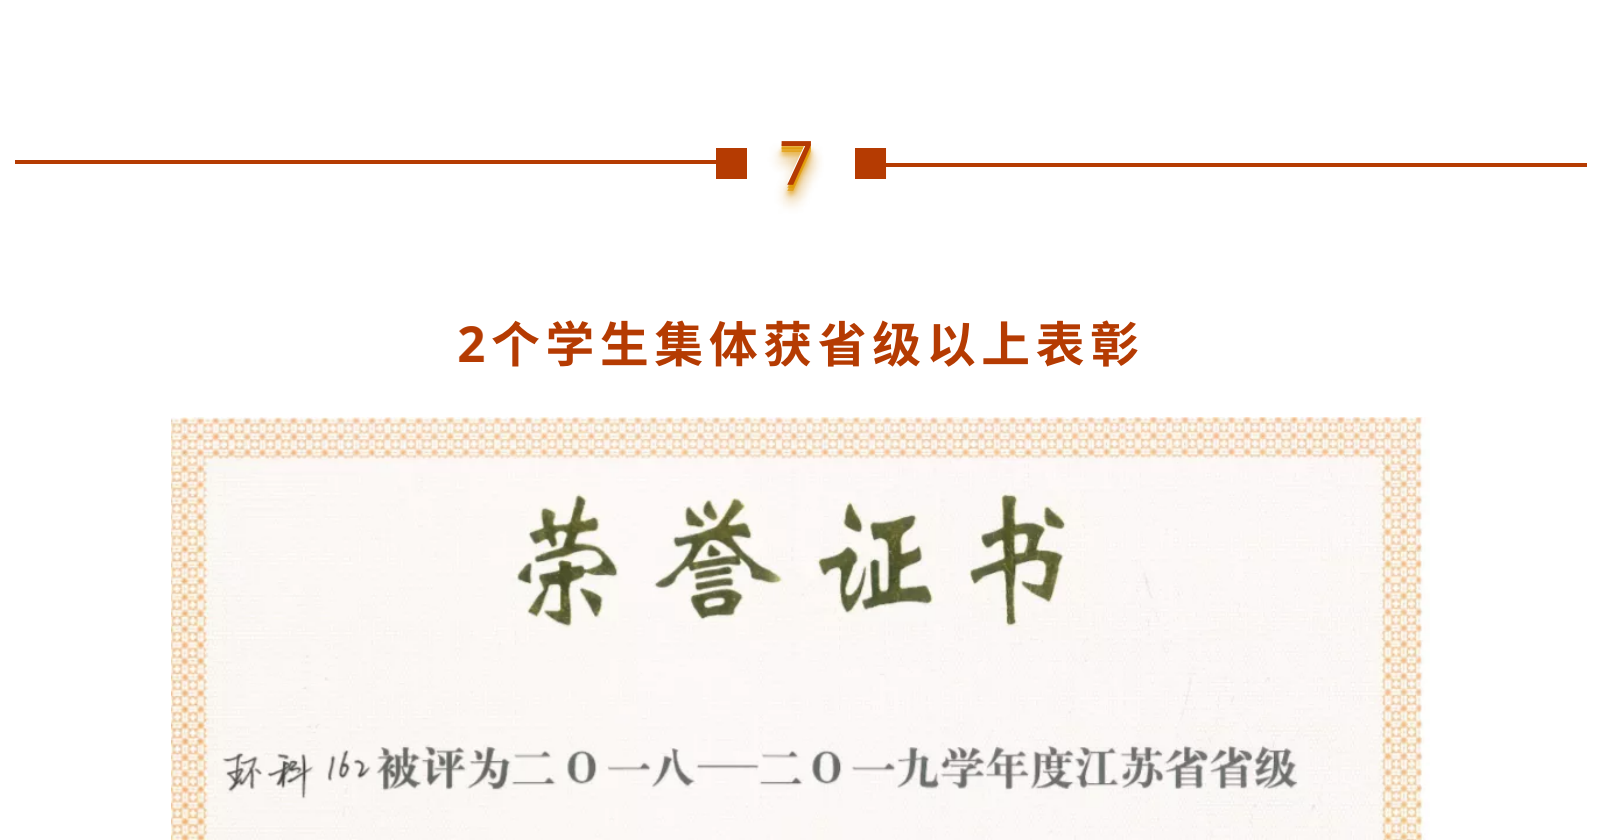 7
2个学生集体获省级以上表彰
荣誉证书
环科162被评为二〇一八——二〇一九学年度江苏省省级